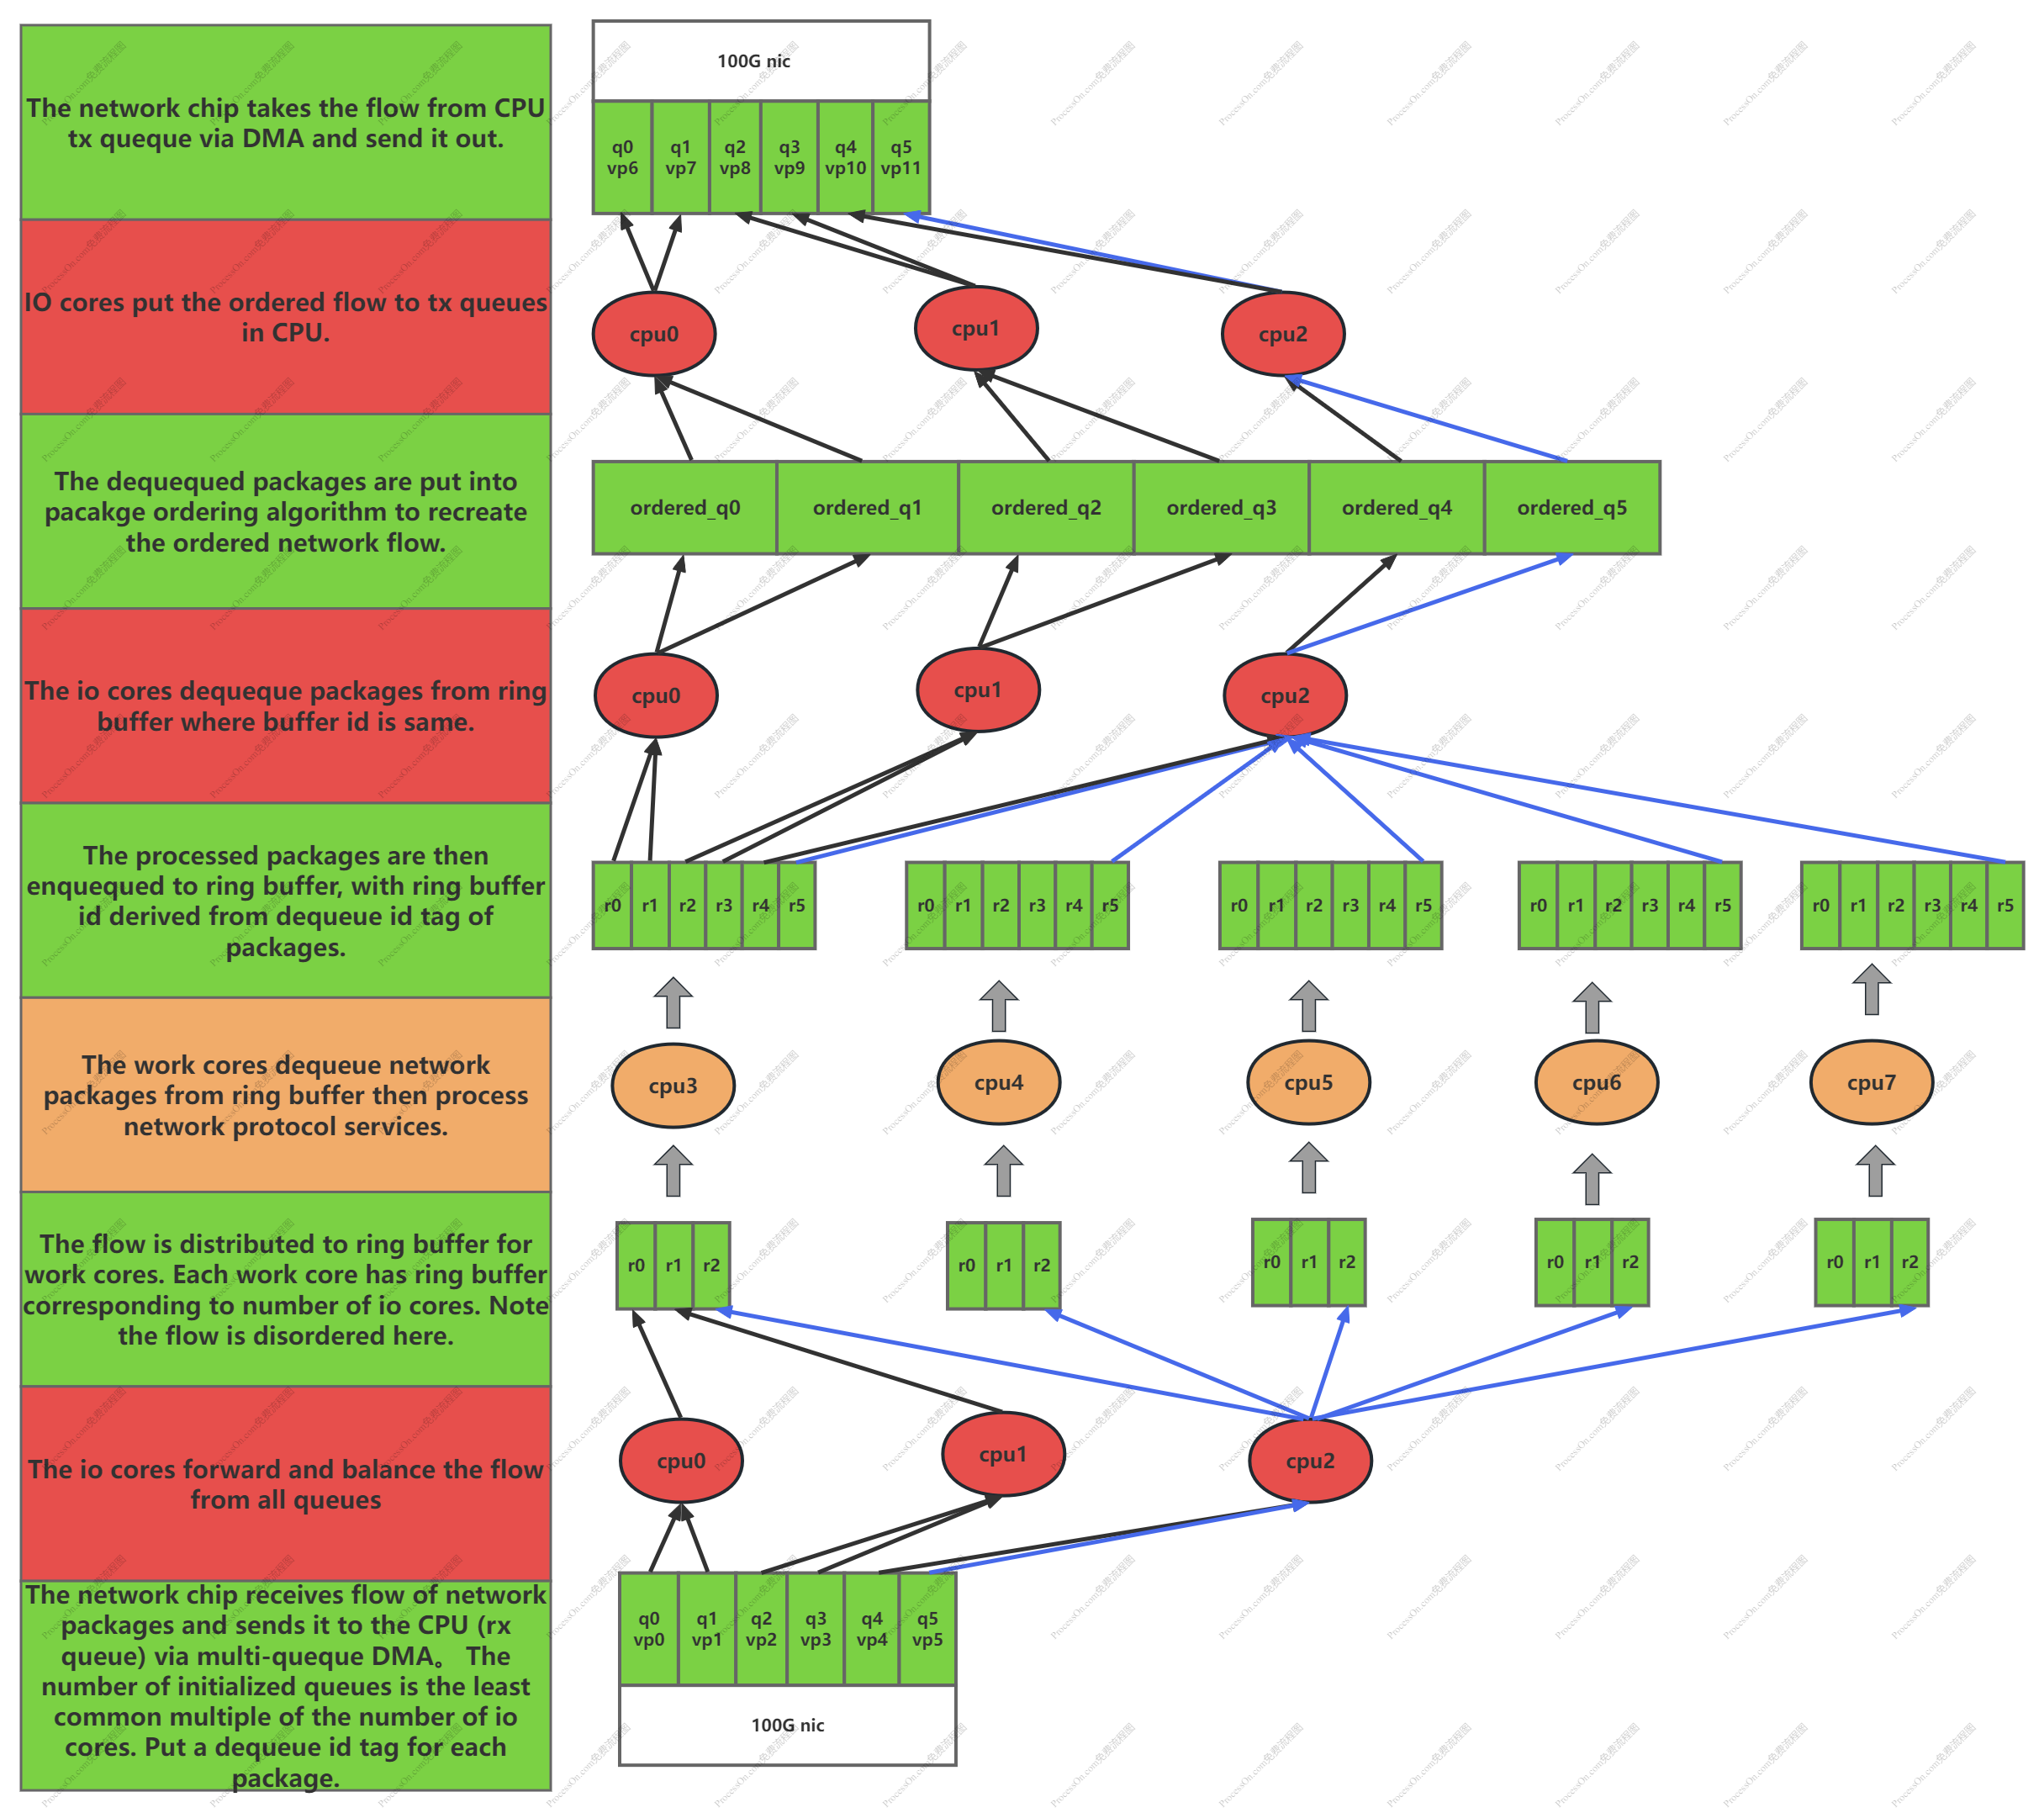 The network chip takes the flow from CPU
tx queque via DMA and send it out.
100G nic
q0 q1 q2 q3 q4 q5
vp6 vp7 vp8 vp9 vp10 vp11
IO cores put the ordered flow to tx queues
in CPU.
cpu0 cpu1 cpu2
The dequequed packages are put into
pacakge ordering algorithm to recreate
the ordered network flow.
ordered_q0 ordered_q1 ordered_q2 ordered_q3 ordered_q4 ordered_q5
The io cores dequeque packages from ring
buffer where buffer id is same.
cpu0 cpu1 cpu2
The processed packages are then
enquequed to ring buffer, with ring buffer
id derived from dequeue id tag of
packages.
r0 r1 r2 r3 r4 r5 r0 r1 r2 r3 r4 r5 r0 r1 r2 r3 r4 r5 r0 r1 r2 r3 r4 r5 r0 r1 r2 r3 r4 r5
The work cores dequeue network
packages from ring buffer then process
network protocol services.
cpu3 cpu4 cpu5 cpu6 cpu7
The flow is distributed to ring buffer for
work cores. Each work core has ring buffer
corresponding to number of io cores. Note
the flow is disordered here.
r0 r1 r2 r0 r1 r2 r0 r1 r2 r0 r1 r2 r0 r1 r2
The io cores forward and balance the flow
from all queues
cpu0 cpu1 cpu2
The network chip receives flow of network
packages and sends it to the CPU (rx
queue) via multi-queque DMA。 The
number of initialized queues is the least
common multiple of the number of io
cores. Put a dequeue id tag for each
package.
q0 q1 q2 q3 q4 q5
vp0 vp1 vp2 vp3 vp4 vp5
100G nic
ProcessOn.com免费流程图